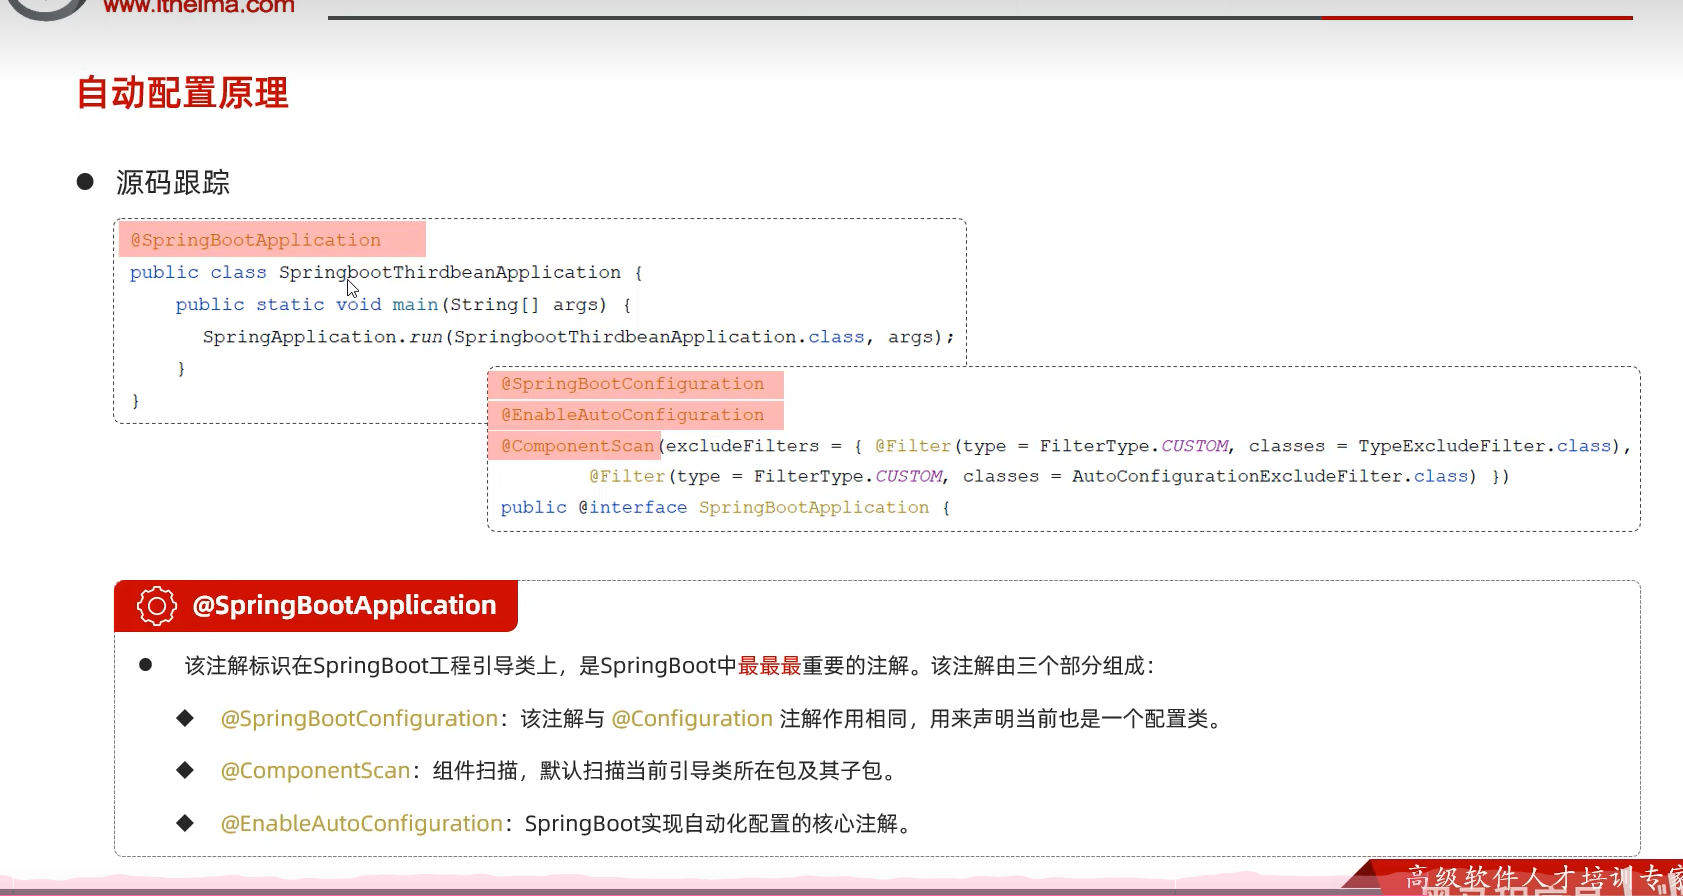 www.itheima.com
自动配置原理
● 源码跟踪
@SpringBootApplication
public class SpringbootThirdbeanApplication {
public static void main(String[] args) {
SpringApplication.run(SpringbootThirdbeanApplication.class, args);
}
}
@SpringBootConfiguration
@EnableAutoConfiguration
@ComponentScan(excludeFilters = { @Filter(type = FilterType.CUSTOM, classes = TypeExcludeFilter.class),
@Filter(type = FilterType.CUSTOM, classes = AutoConfigurationExcludeFilter.class) })
public @interface SpringBootApplication {
@SpringBootApplication
● 该注解标识在SpringBoot工程引导类上，是SpringBoot中最最最重要的注解。该注解由三个部分组成：
◆ @SpringBootConfiguration：该注解与 @Configuration 注解作用相同，用来声明当前也是一个配置类。
◆ @ComponentScan：组件扫描，默认扫描当前引导类所在包及其子包。
◆ @EnableAutoConfiguration：SpringBoot实现自动化配置的核心注解。
高级软件人才培训专家